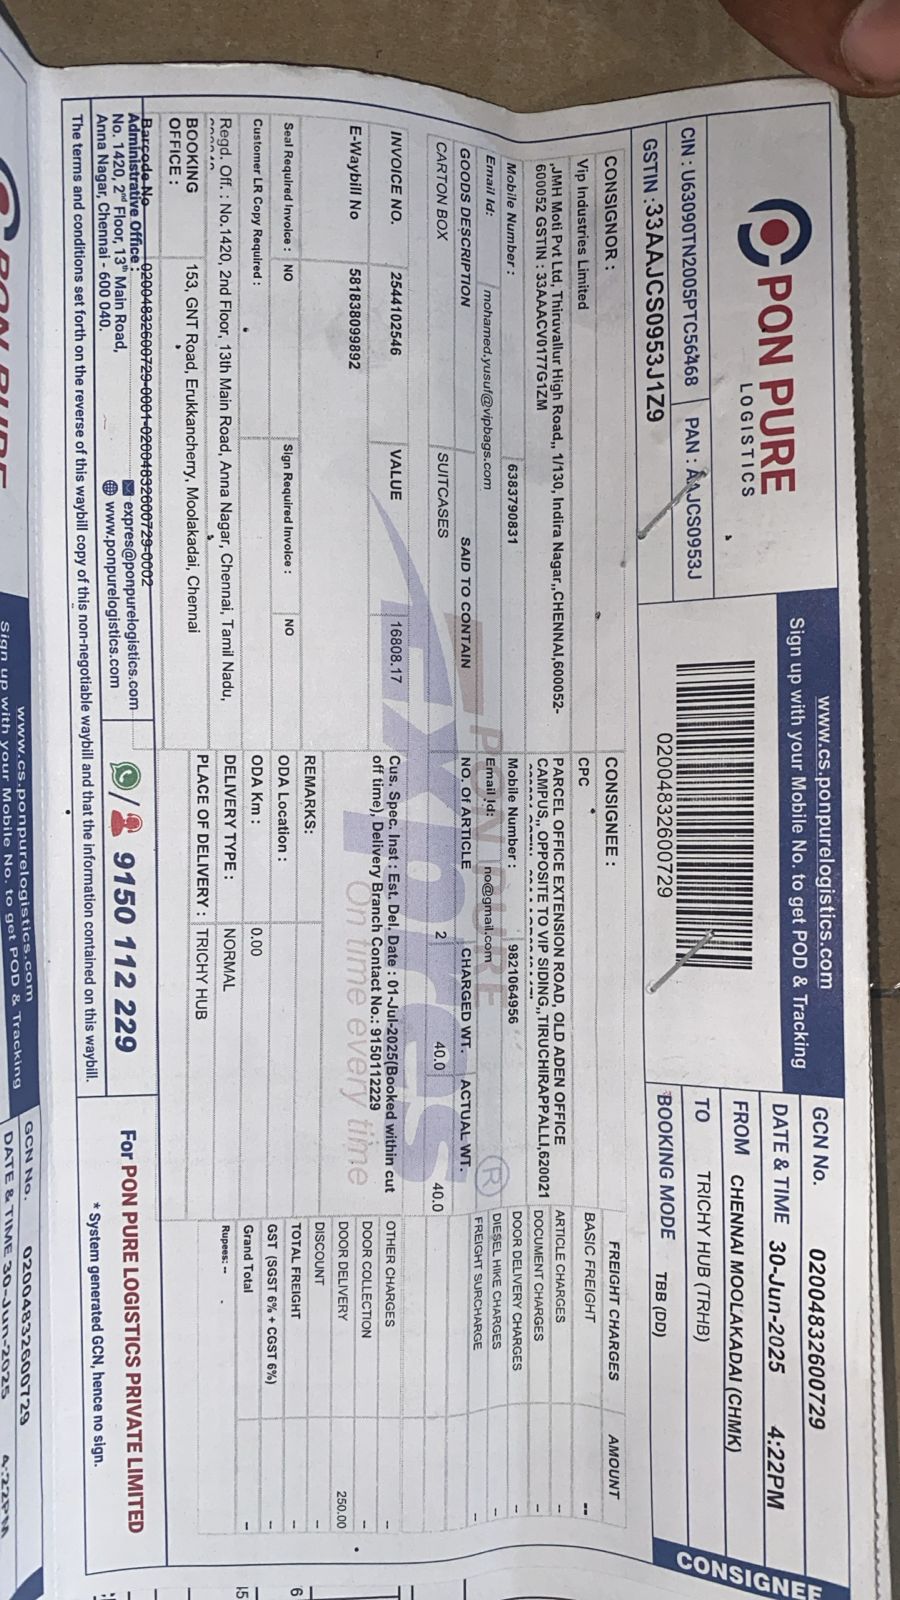 PON PURE
LOGISTICS
CIN : U63090TN2005PTC56468 PAN : AAJCS0953J
GSTIN :33AAJCS0953J1Z9
www.cs.ponpurelogistics.com
Sign up with your Mobile No. to get POD & Tracking
02004832600729
GCN No. 02004832600729
DATE & TIME 30-Jun-2025 4:22PM
FROM CHENNAI MOOLAKADAI (CHMK)
TO TRICHY HUB (TRHB)
BOOKING MODE TBB (DD)
CONSIGNEE
CONSIGNOR :
Vip Industries Limited
,JMH Moti Pvt Ltd, Thiruvallur High Road,, 1/130, Indira Nagar,,CHENNAI,600052-
600052 GSTIN : 33AAACV0177G1ZM
Mobile Number : 6383790831
Email Id: mohamed.yusuf@vipbags.com
CONSIGNEE :
CPC
PARCEL OFFICE EXTENSION ROAD, OLD ADEN OFFICE
CAMPUS,, OPPOSITE TO VIP SIDING,,TIRUCHIRAPPALLI,620021
Mobile Number : 9821064956
Email Id: no@gmail.com
GOODS DESCRIPTION SAID TO CONTAIN NO. Of ARTICLE CHARGED WT. ACTUAL WT.
CARTON BOX SUITCASES 2 40.0 40.0
INVOICE NO. 2544102546 VALUE 16808.17
E-Waybill No 581838099892
Cus. Spec. Inst : Est. Del. Date : 01-Jul-2025(Booked within cut
off time), Delivery Branch Contact No.: 9150112229
Seal Required Invoice : NO Sign Required Invoice : NO
Customer LR Copy Required :
Regd. Off. : No.1420, 2nd Floor, 13th Main Road, Anna Nagar, Chennai, Tamil Nadu,
BOOKING OFFICE : 153, GNT Road, Erukkancherry, Moolakadai, Chennai
REMARKS:
ODA Location :
ODA Km : 0.00
DELIVERY TYPE : NORMAL
PLACE OF DELIVERY : TRICHY HUB
FREIGHT CHARGES AMOUNT
BASIC FREIGHT --
ARTICLE CHARGES -
DOCUMENT CHARGES -
DOOR DELIVERY CHARGES -
DIESEL HIKE CHARGES -
FREIGHT SURCHARGE -
OTHER CHARGES -
DOOR COLLECTION -
DOOR DELIVERY 250.00
DISCOUNT -
TOTAL FREIGHT -
GST (SGST 6% + CGST 6%) -
Grand Total -
Rupees: --
PON PURE
Expres
On time every time
R
Barcode No 02004832600729-0001-02004832600729-0002
Administrative Office :
No. 1420, 2nd Floor, 13th Main Road,
Anna Nagar, Chennai - 600 040.
expres@ponpurelogistics.com
www.ponpurelogistics.com
/ 9150 112 229
For PON PURE LOGISTICS PRIVATE LIMITED
* System generated GCN, hence no sign.
The terms and conditions set forth on the reverse of this waybill copy of this non-negotiable waybill and that the information contained on this waybill.
PON PURE
www.cs.ponpurelogistics.com
Sign up with your Mobile No. to get POD & Tracking
GCN No. 02004832600729
DATE & TIME 30-Jun-2025 4:22PM